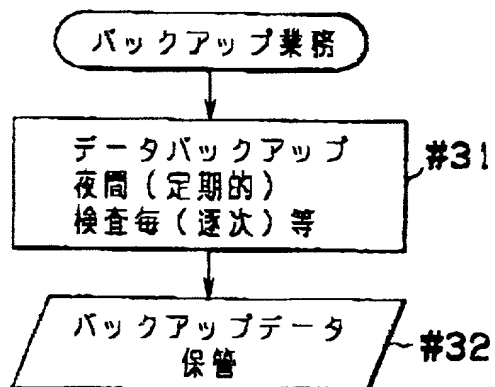 バックアップ業務
データバックアップ
夜間(定期的)
検査毎(逐次)等
#31
バックアップデータ
保管
#32